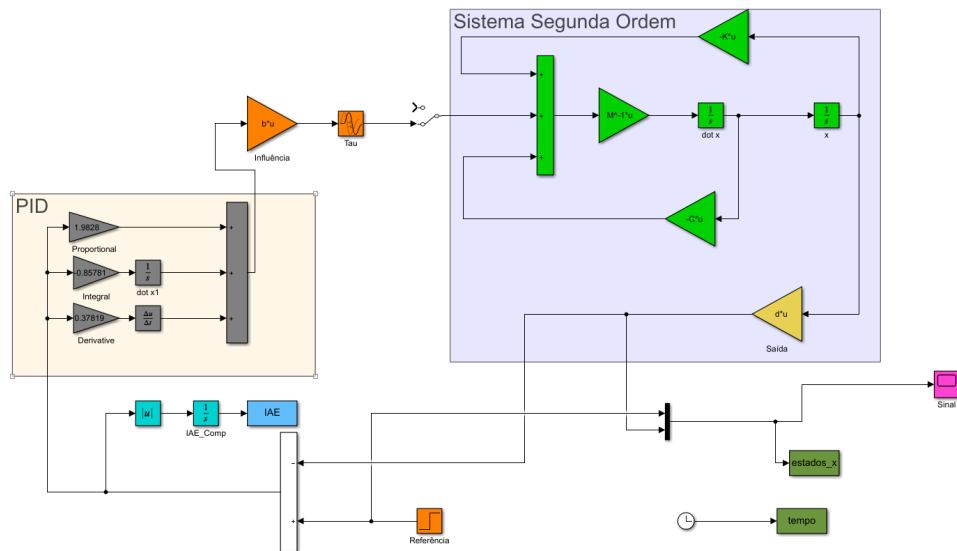 Sistema Segunda Ordem
-K*u
b*u
Influência
Tau
M^-1*u
1
s
dot x
1
s
x
-C*u
PID
1.9828
Proportional
-0.85781
Integral
1
s
dot x1
0.37819
Derivative
Δu
Δt
d*u
Saída
|u|
1
s
IAE_Comp
IAE
Sinal
estados_x
tempo
Referência